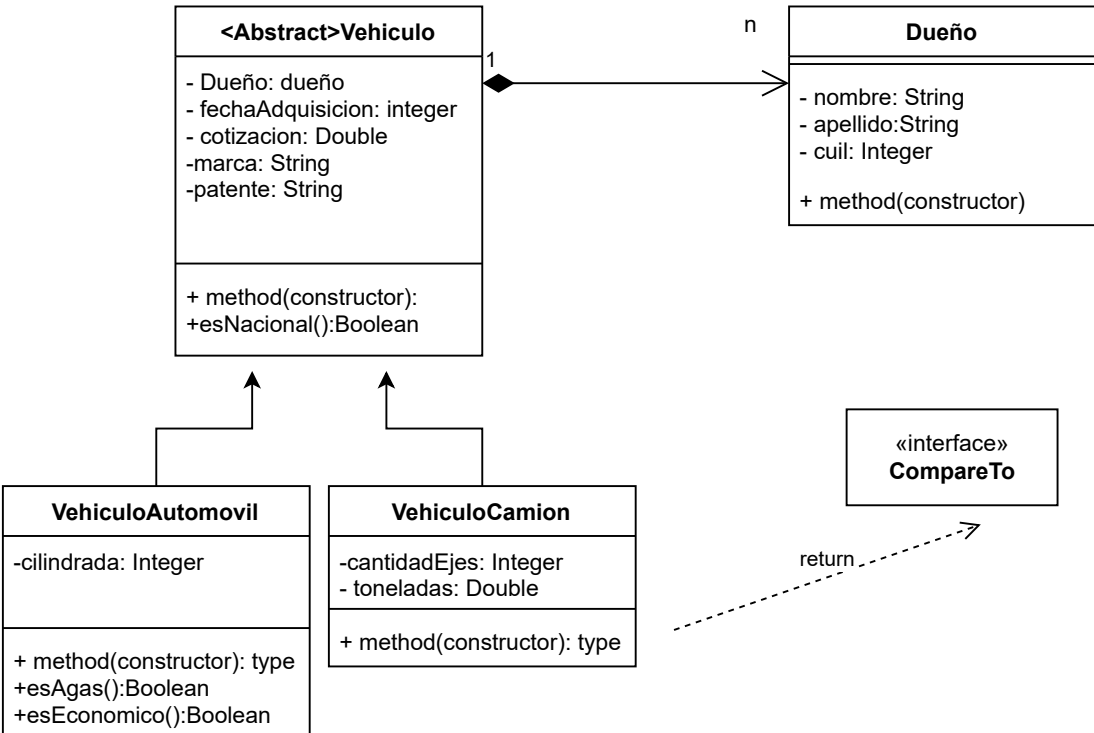 <Abstract>Vehiculo
- Dueño: dueño
- fechaAdquisicion: integer
- cotizacion: Double
-marca: String
-patente: String
+ method(constructor):
+esNacional():Boolean
1
n
Dueño
- nombre: String
- apellido:String
- cuil: Integer
+ method(constructor)
VehiculoAutomovil
-cilindrada: Integer
+ method(constructor): type
+esAgas():Boolean
+esEconomico():Boolean
VehiculoCamion
-cantidadEjes: Integer
- toneladas: Double
+ method(constructor): type
return
«interface»
CompareTo